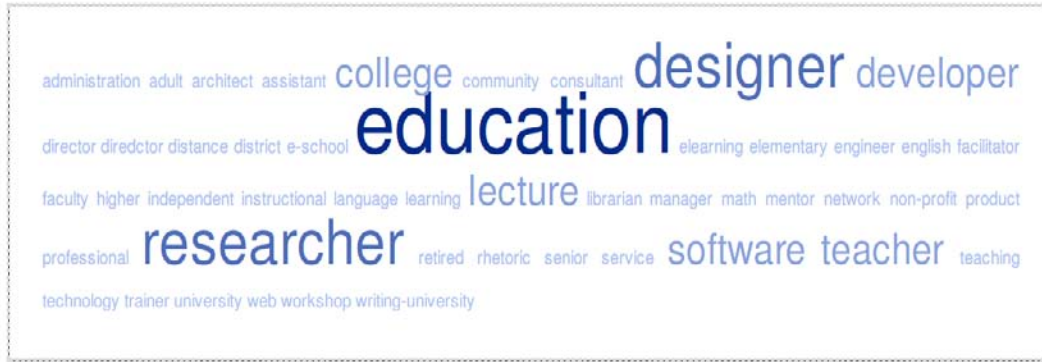 administration adult architect assistant college community consultant designer developer
director diredctor distance district e-school education elearning elementary engineer english facilitator
faculty higher independent instructional language learning lecture librarian manager math mentor network non-profit product
professional researcher retired rhetoric senior service software teacher teaching
technology trainer university web workshop writing-university